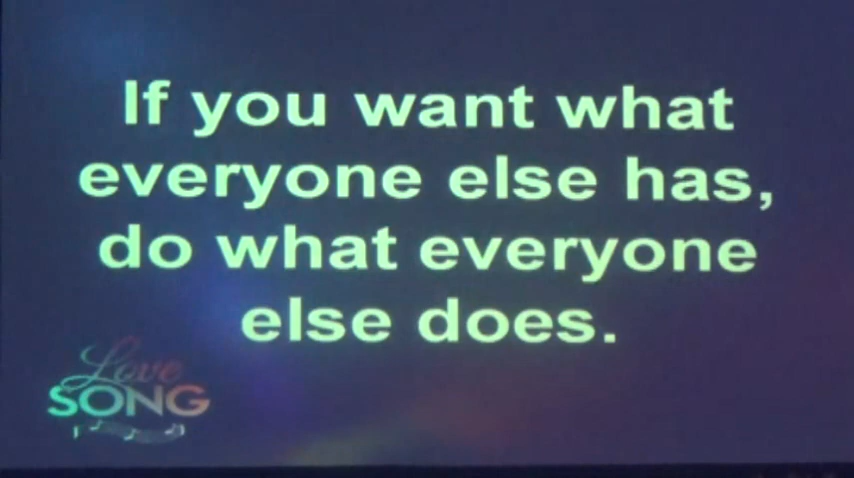 If you want what
everyone else has,
do what everyone
else does.
Love
SONG